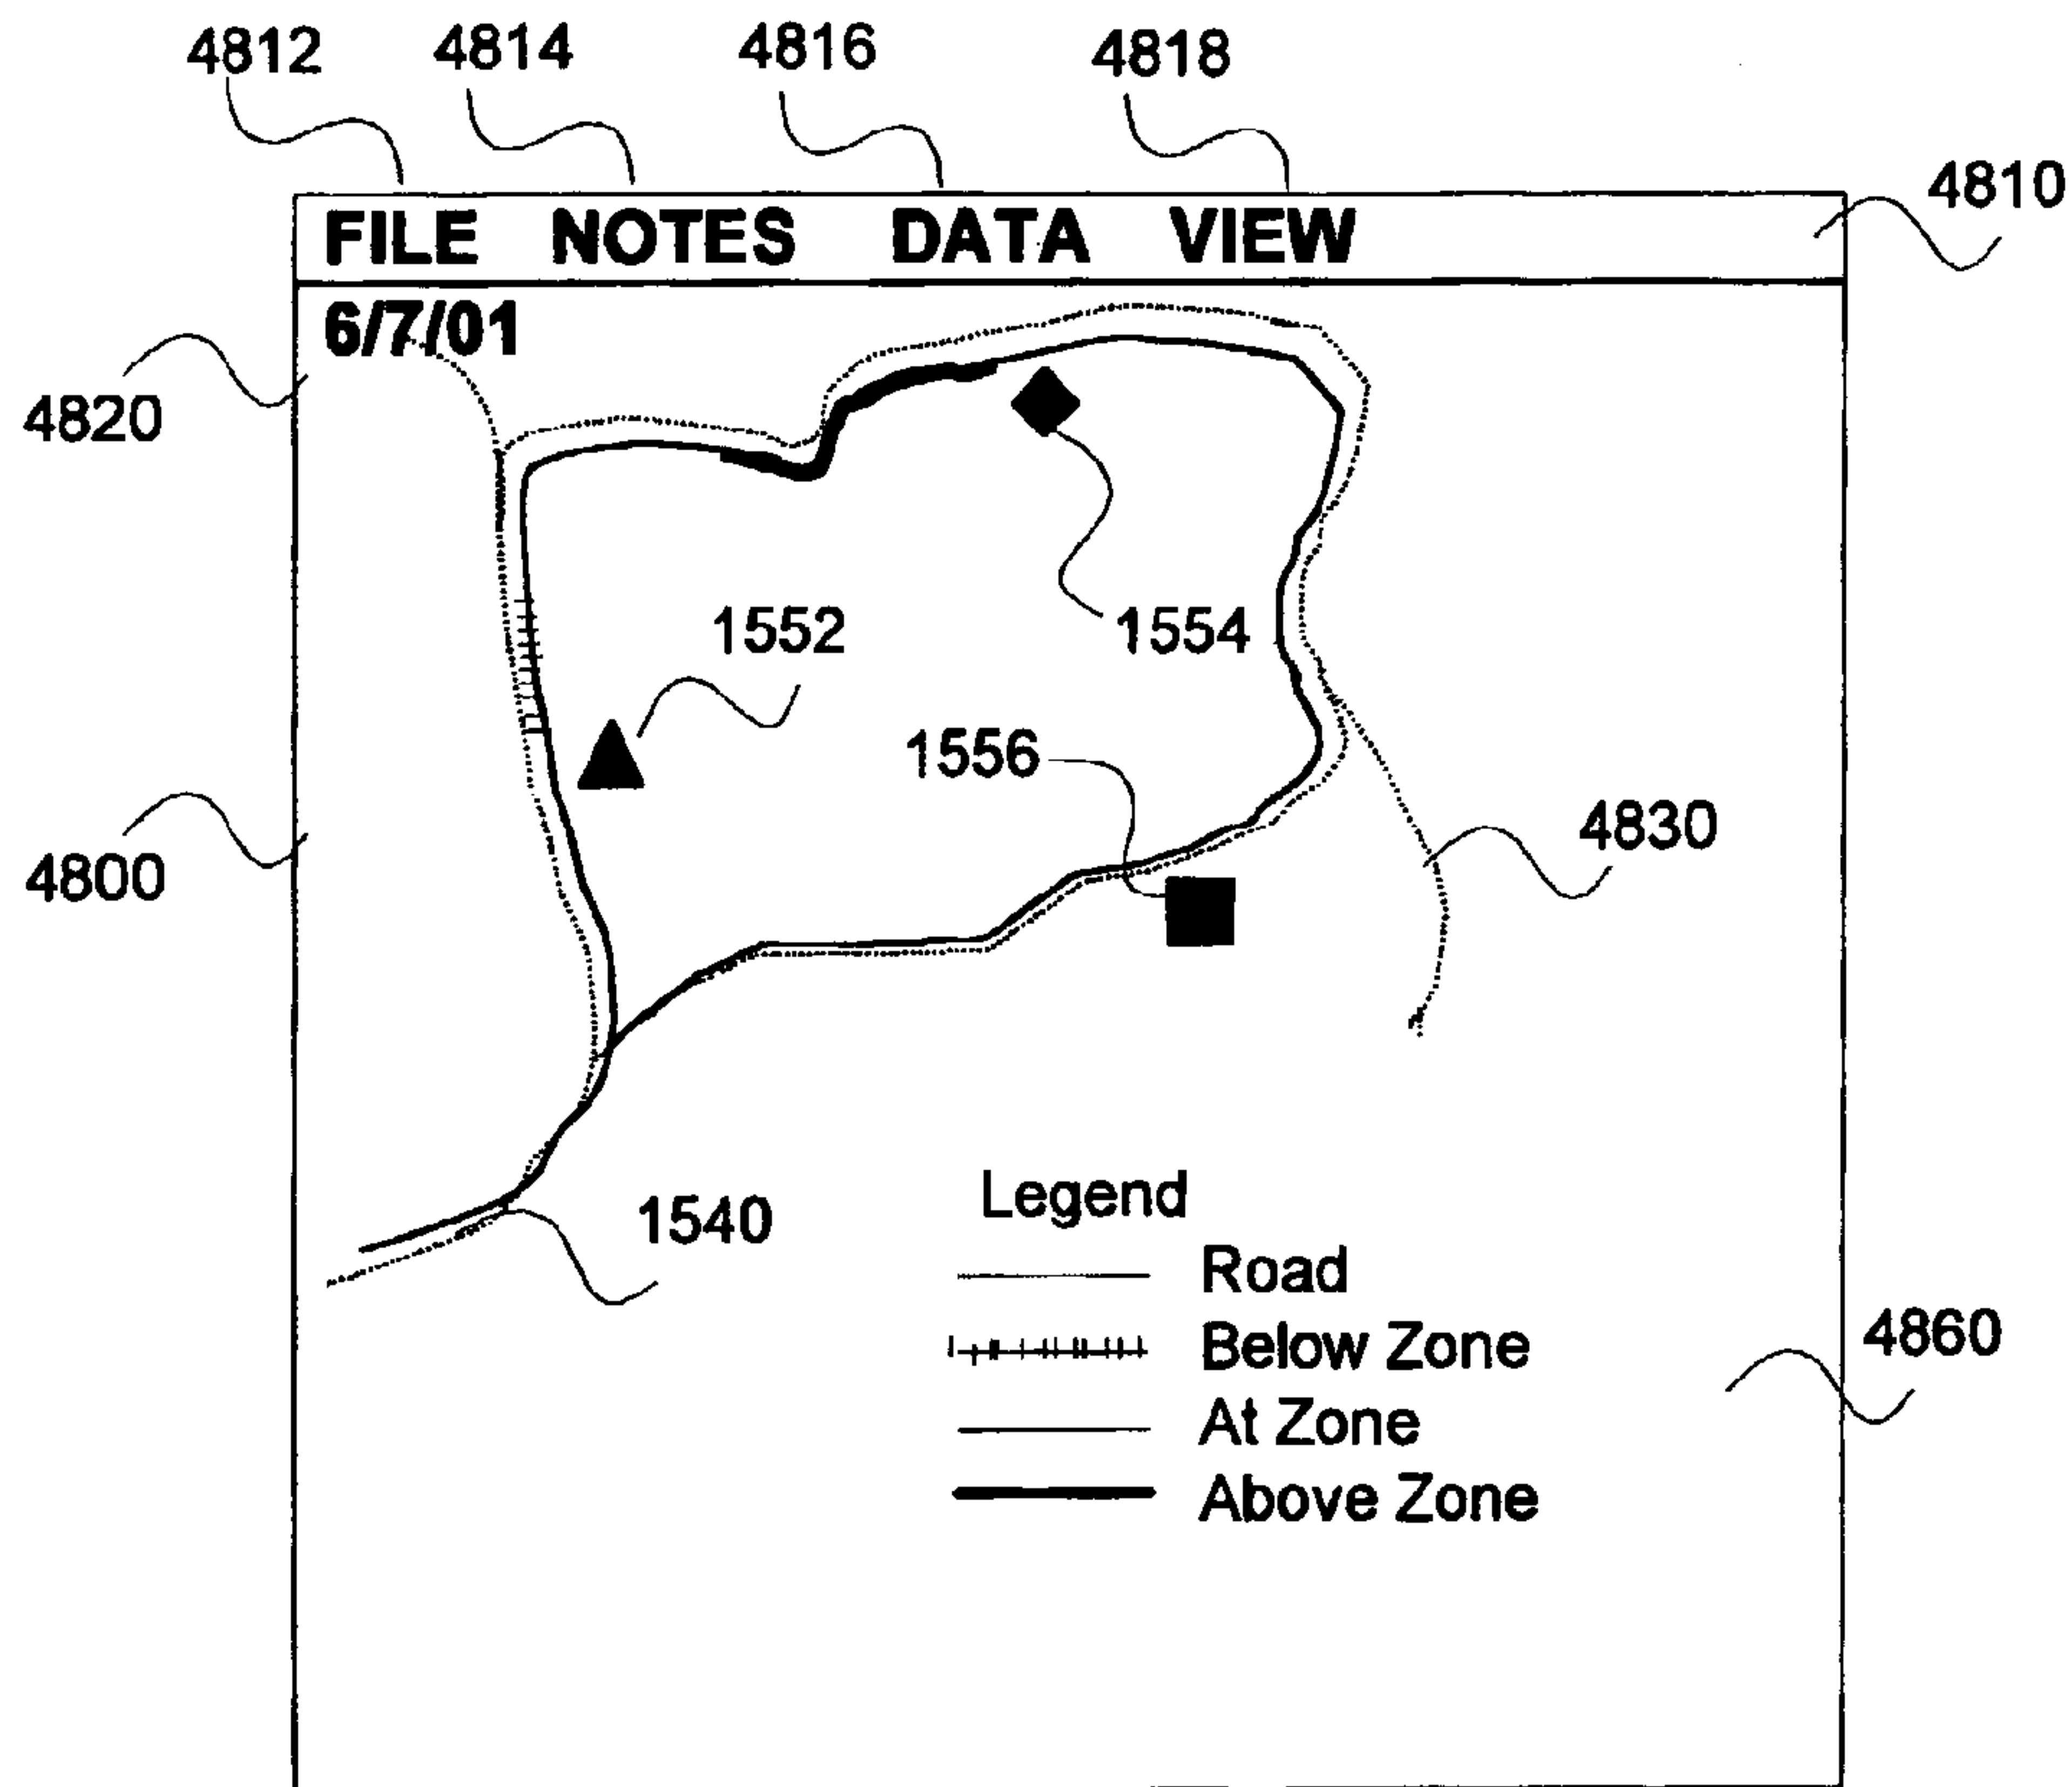 4812 4814 4816 4818
4810
FILE NOTES DATA VIEW
6/7/01
4820
1552
1554
1556
4830
4800
1540
Legend
Road
4860
Below Zone
At Zone
Above Zone